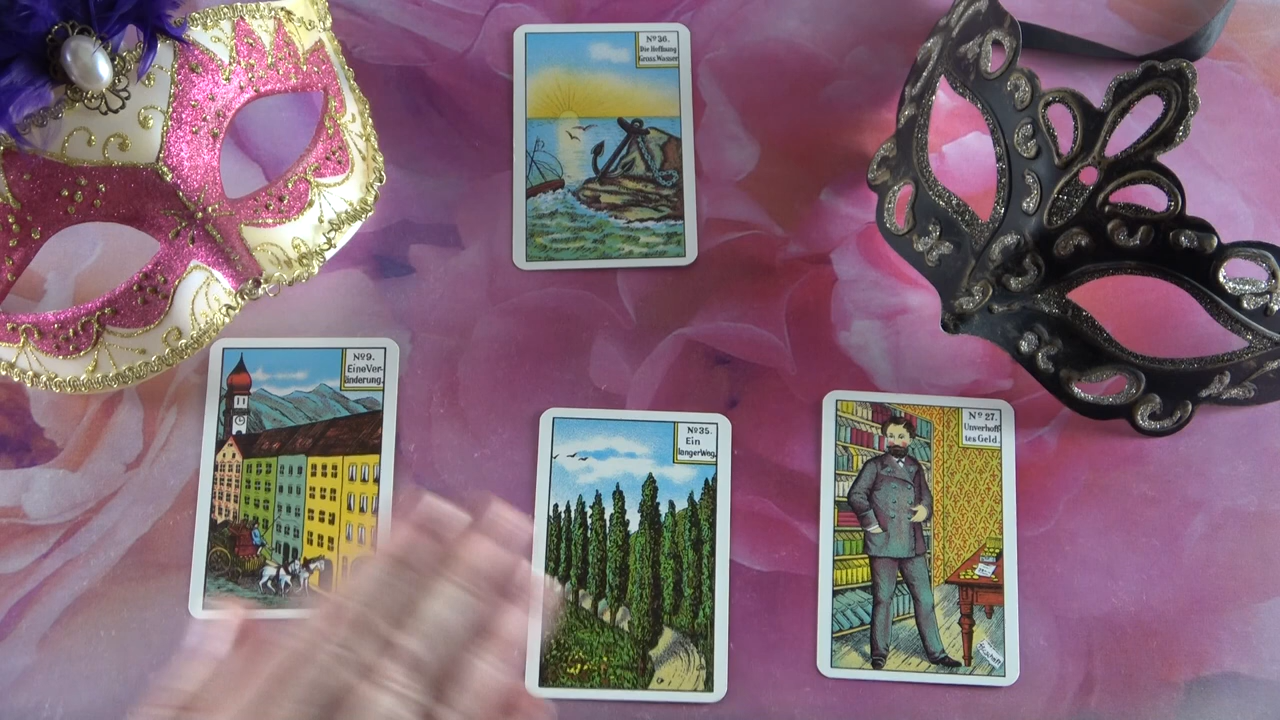 Nº 36.
Die Hoffnung
Gross Wasser
Nº 9.
Eine Ver-
änderung.
Nº 35.
Ein
langer Weg.
Nº 27.
Unverhoff-
tes Geld.